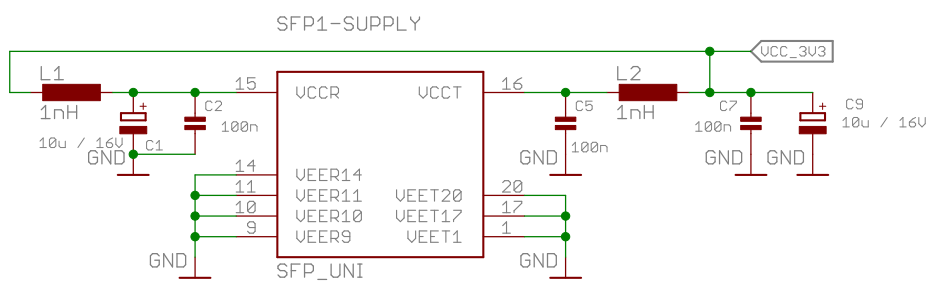 SFP1-SUPPLY
VCC_3V3
L1
1nH
15
VCCR
VCCT
16
L2
1nH
C2
100n
10u / 16V
C1
GND
C5
100n
GND
C7
100n
GND
C9
10u / 16V
GND
14
VEER14
11
VEER11
10
VEER10
9
VEER9
VEET20
20
VEET17
17
VEET1
1
GND
SFP_UNI
GND